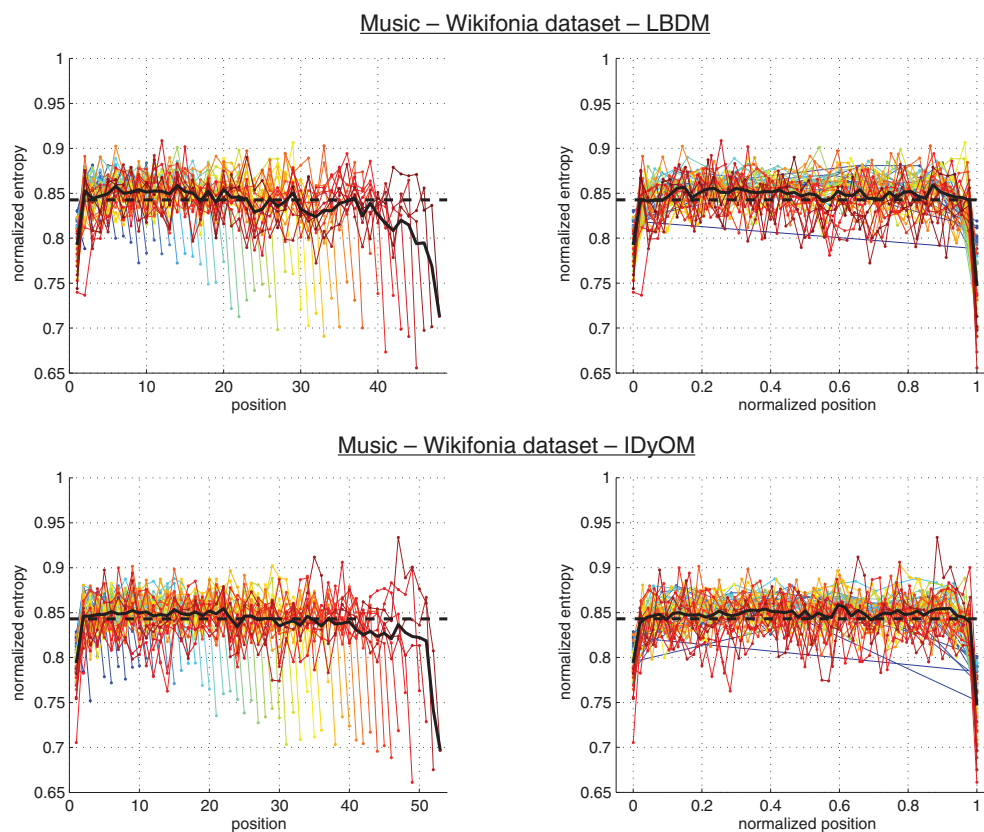 Music – Wikifonia dataset – LBDM
1
0.95
0.9
0.85
0.8
0.75
0.7
0.65
normalized entropy
0 10 20 30 40
position
1
0.95
0.9
0.85
0.8
0.75
0.7
0.65
normalized entropy
0 0.2 0.4 0.6 0.8 1
normalized position
Music – Wikifonia dataset – IDyOM
1
0.95
0.9
0.85
0.8
0.75
0.7
0.65
normalized entropy
0 10 20 30 40 50
position
1
0.95
0.9
0.85
0.8
0.75
0.7
0.65
normalized entropy
0 0.2 0.4 0.6 0.8 1
normalized position